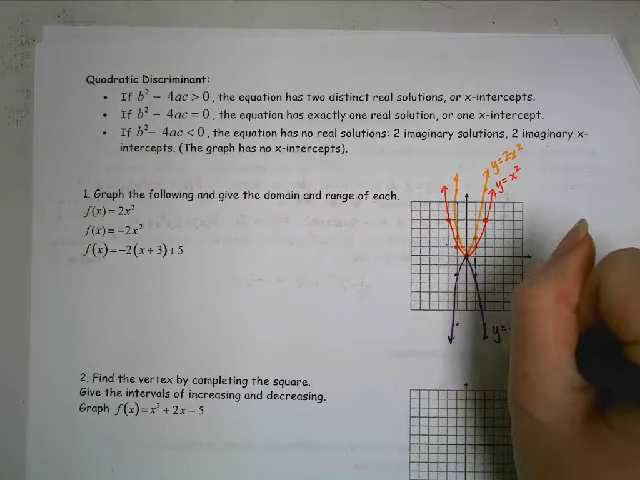 Quadratic Discriminant:
• If b² − 4ac > 0, the equation has two distinct real solutions, or x-intercepts.
• If b² − 4ac = 0, the equation has exactly one real solution, or one x-intercept.
• If b² − 4ac < 0, the equation has no real solutions: 2 imaginary solutions, 2 imaginary x-
intercepts. (The graph has no x-intercepts).
y=2x²
y=x²
1. Graph the following and give the domain and range of each.
f(x) = 2x²
f(x) = −2x²
f(x) = −2(x + 3) + 5
y=-
2. Find the vertex by completing the square.
Give the intervals of increasing and decreasing.
Graph f(x) = x² + 2x − 5